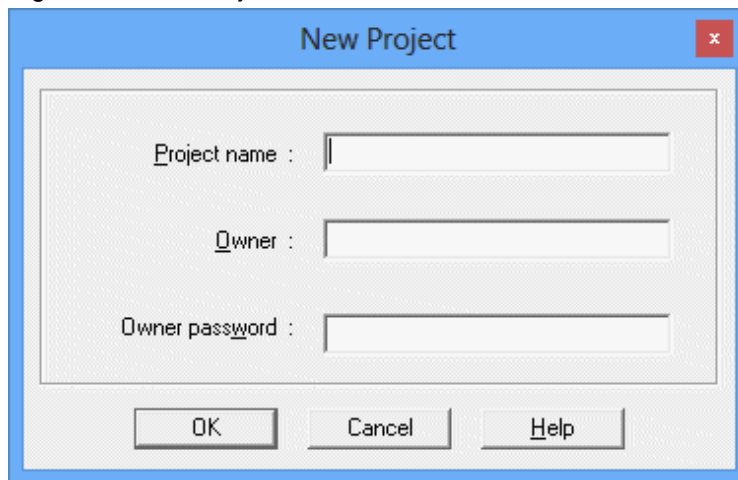 New Project
x
Project name :
Owner :
Owner password :
OK Cancel Help